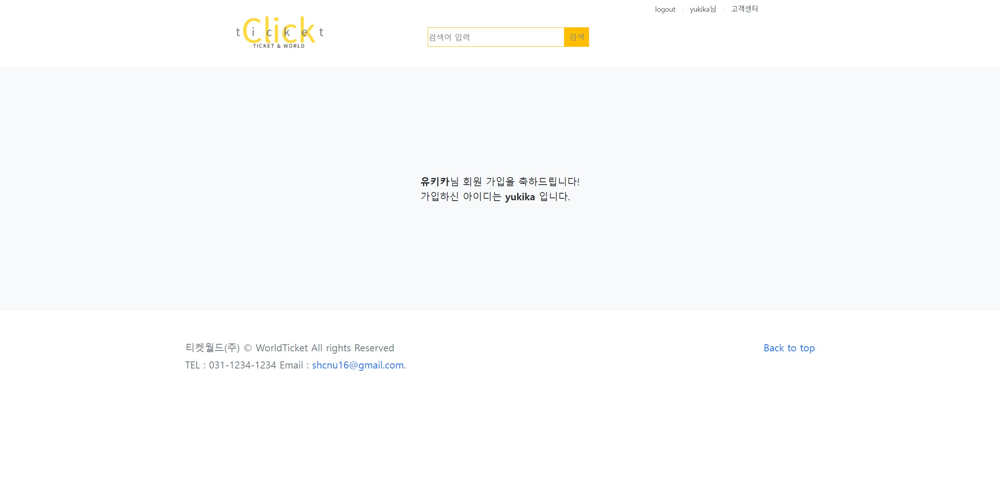 logout yukika님 고객센터
Click
ticket
TICKET & WORLD
검색어 입력 검색
유키카님 회원 가입을 축하드립니다!
가입하신 아이디는 yukika 입니다.
티켓월드(주) © WorldTicket All rights Reserved
Back to top
TEL : 031-1234-1234 Email : shcnu16@gmail.com.